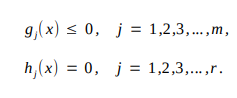 gⱼ(x) ≤ 0, j = 1,2,3,...,m,
hⱼ(x) = 0, j = 1,2,3,...,r.